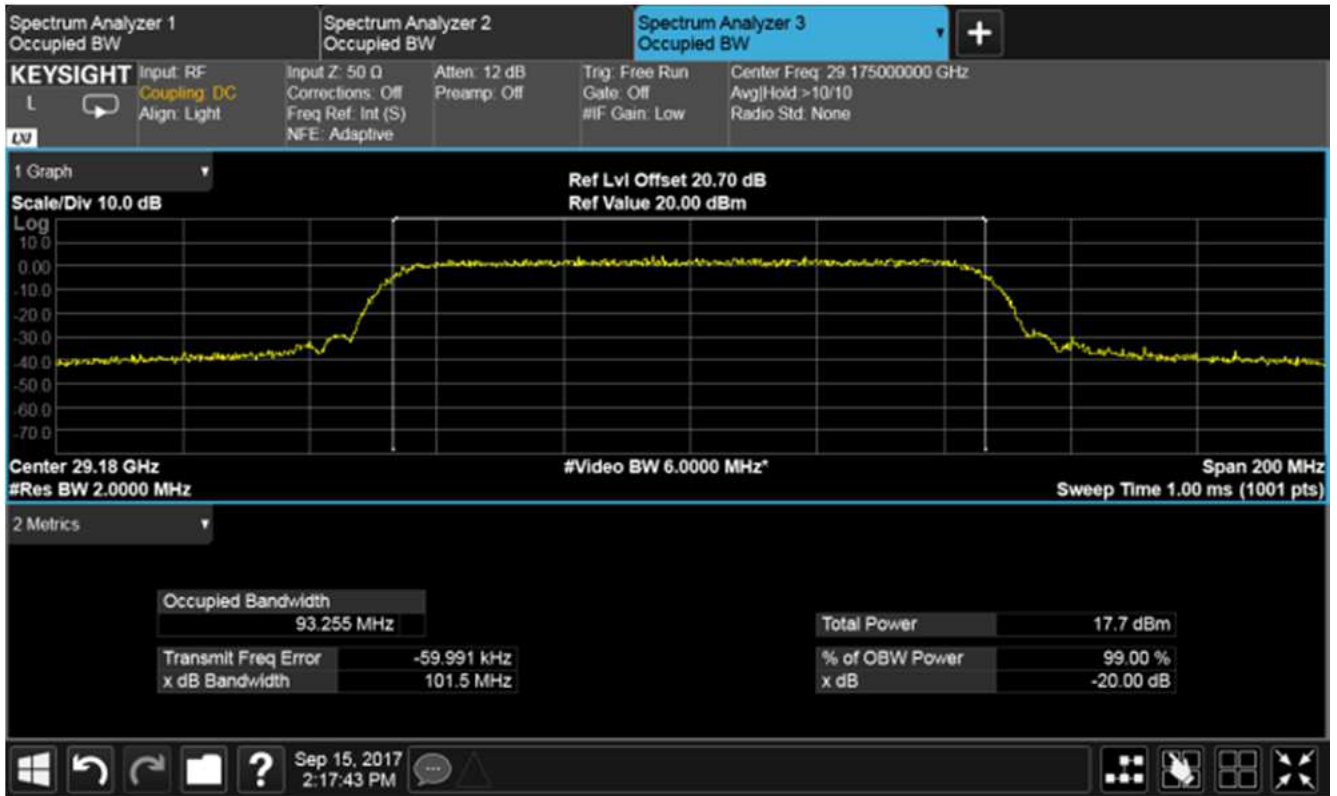 Spectrum Analyzer 1
Occupied BW
Spectrum Analyzer 2
Occupied BW
Spectrum Analyzer 3
Occupied BW
KEYSIGHT
L
LXI
Input: RF
Coupling: DC
Align: Light
Input Z: 50 Ω
Corrections: Off
Freq Ref: Int (S)
NFE: Adaptive
Atten: 12 dB
Preamp: Off
Trig: Free Run
Gate: Off
#IF Gain: Low
Center Freq: 29.175000000 GHz
Avg|Hold:>10/10
Radio Std: None
1 Graph
Scale/Div 10.0 dB
Ref Lvl Offset 20.70 dB
Ref Value 20.00 dBm
Log
10.0
0.00
-10.0
-20.0
-30.0
-40.0
-50.0
-60.0
-70.0
Center 29.18 GHz
#Video BW 6.0000 MHz*
Span 200 MHz
#Res BW 2.0000 MHz
Sweep Time 1.00 ms (1001 pts)
2 Metrics
Occupied Bandwidth
93.255 MHz
Total Power 17.7 dBm
Transmit Freq Error -59.991 kHz
% of OBW Power 99.00 %
x dB Bandwidth 101.5 MHz
x dB -20.00 dB
?
Sep 15, 2017
2:17:43 PM